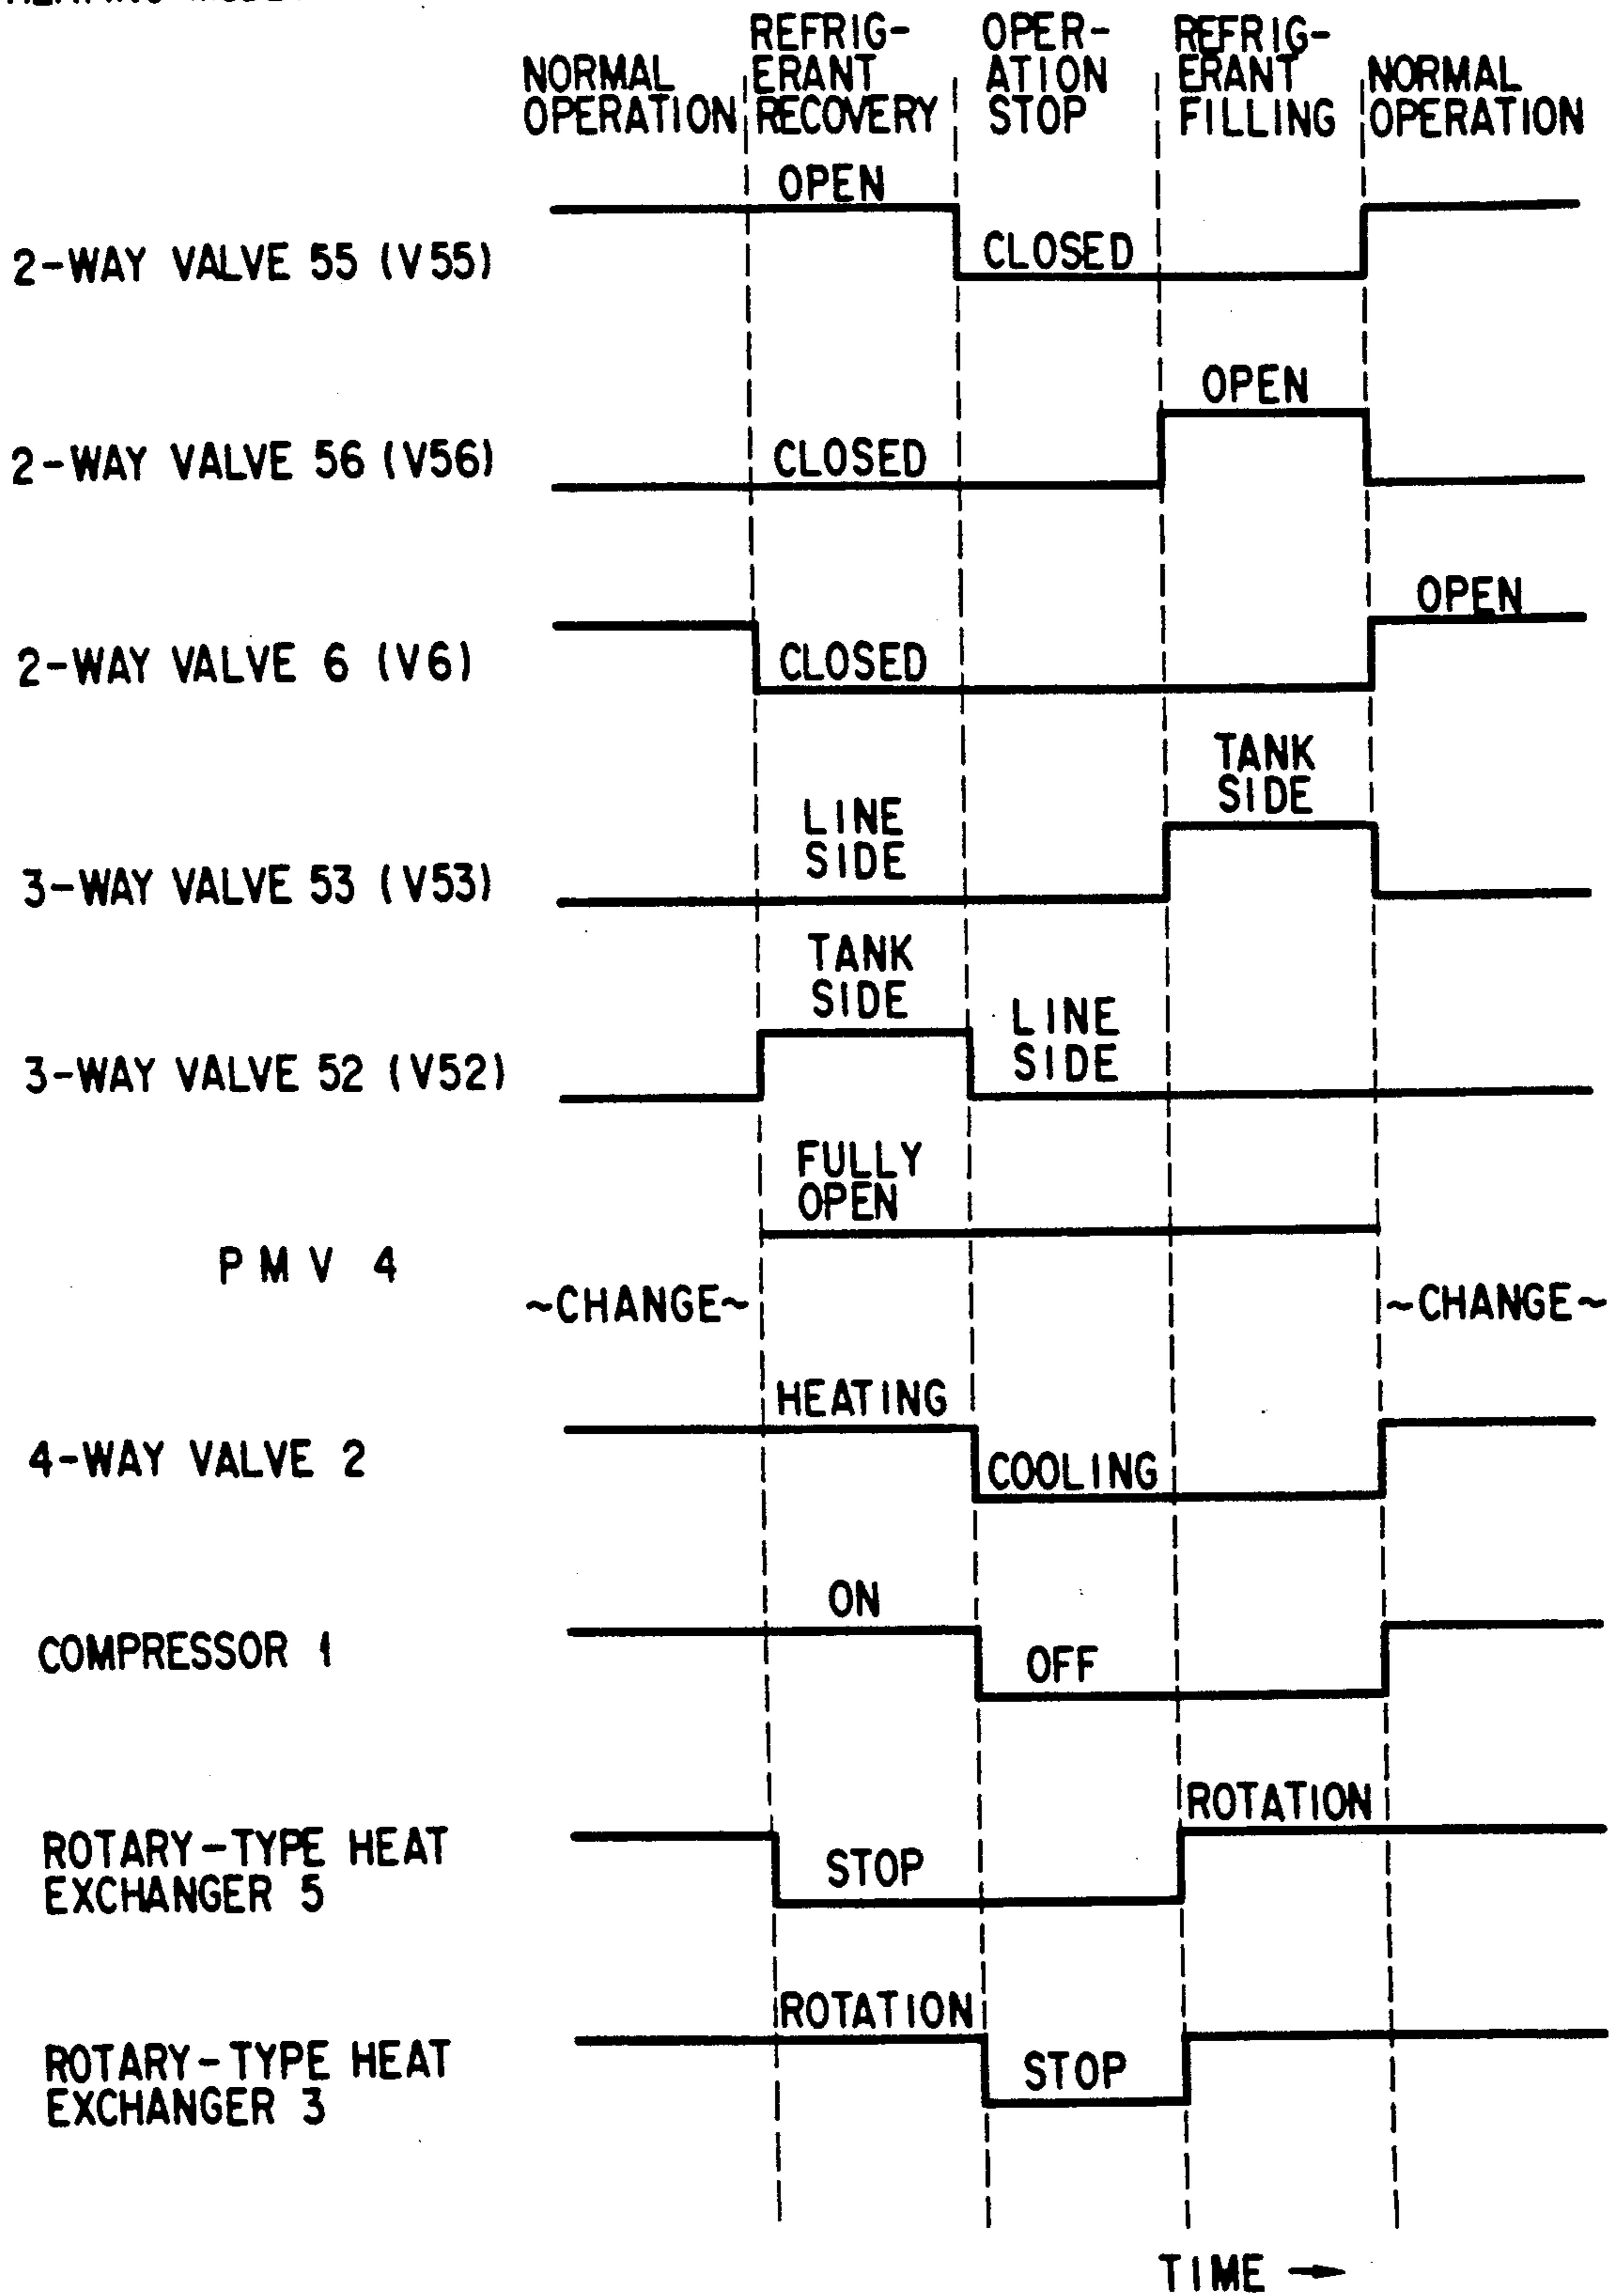 NORMAL
OPERATION
REFRIG-
ERANT
RECOVERY
OPER-
ATION
STOP
REFRIG-
ERANT
FILLING
NORMAL
OPERATION
OPEN
2-WAY VALVE 55 (V55)
CLOSED
OPEN
2-WAY VALVE 56 (V56)
CLOSED
OPEN
2-WAY VALVE 6 (V6)
CLOSED
TANK
SIDE
LINE
SIDE
3-WAY VALVE 53 (V53)
TANK
SIDE
LINE
SIDE
3-WAY VALVE 52 (V52)
FULLY
OPEN
PMV 4
~CHANGE~
~CHANGE~
HEATING
4-WAY VALVE 2
COOLING
ON
COMPRESSOR 1
OFF
ROTATION
ROTARY-TYPE HEAT
EXCHANGER 5
STOP
ROTATION
ROTARY-TYPE HEAT
EXCHANGER 3
STOP
TIME →